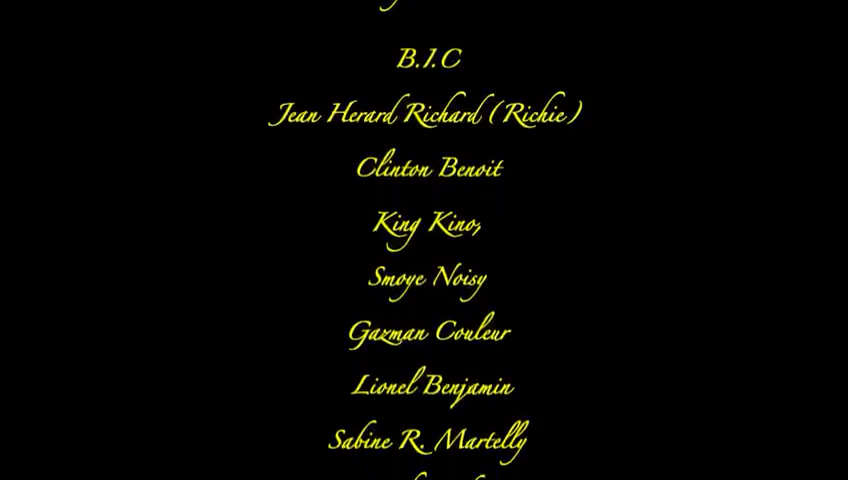 B.I.C
Jean Herard Richard (Richie)
Clinton Benoit
King Kino,
Smoye Noisy
Gazman Couleur
Lionel Benjamin
Sabine R. Martelly